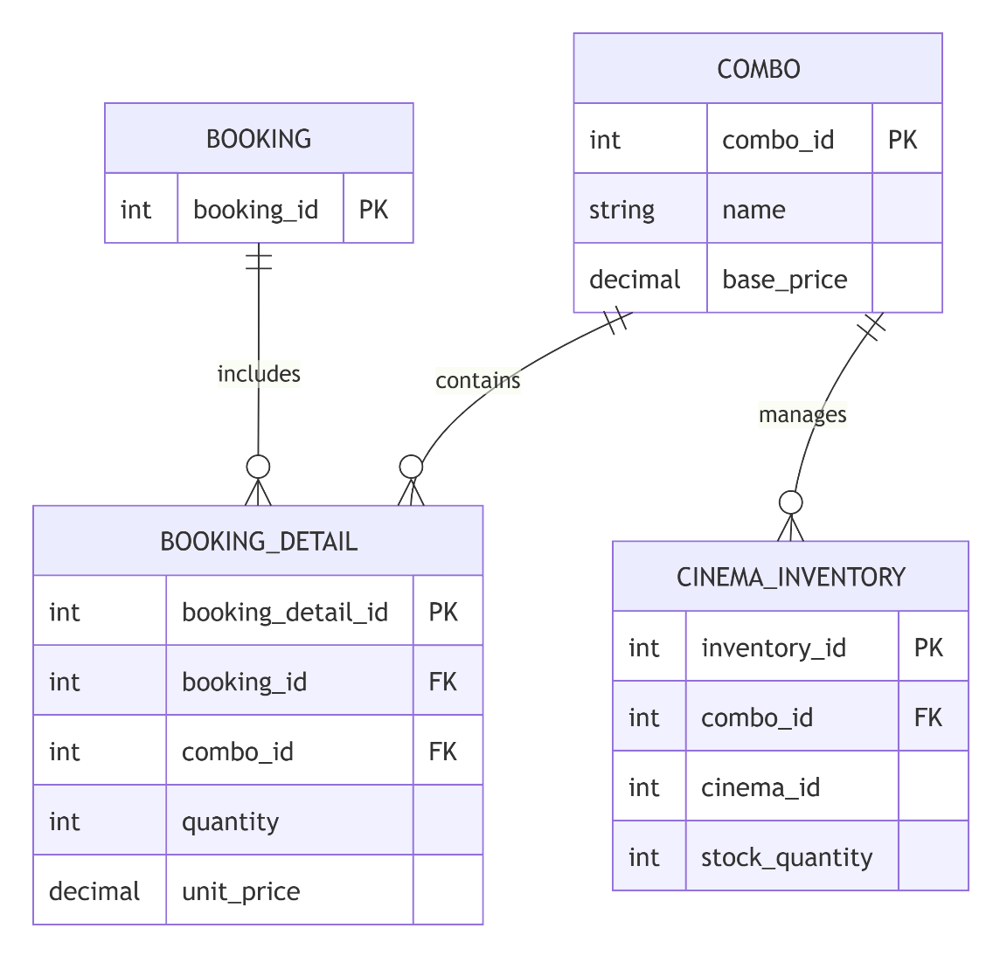 COMBO
int combo_id PK
string name
decimal base_price
BOOKING
int booking_id PK
includes
contains
manages
BOOKING_DETAIL
int booking_detail_id PK
int booking_id FK
int combo_id FK
int quantity
decimal unit_price
CINEMA_INVENTORY
int inventory_id PK
int combo_id FK
int cinema_id
int stock_quantity